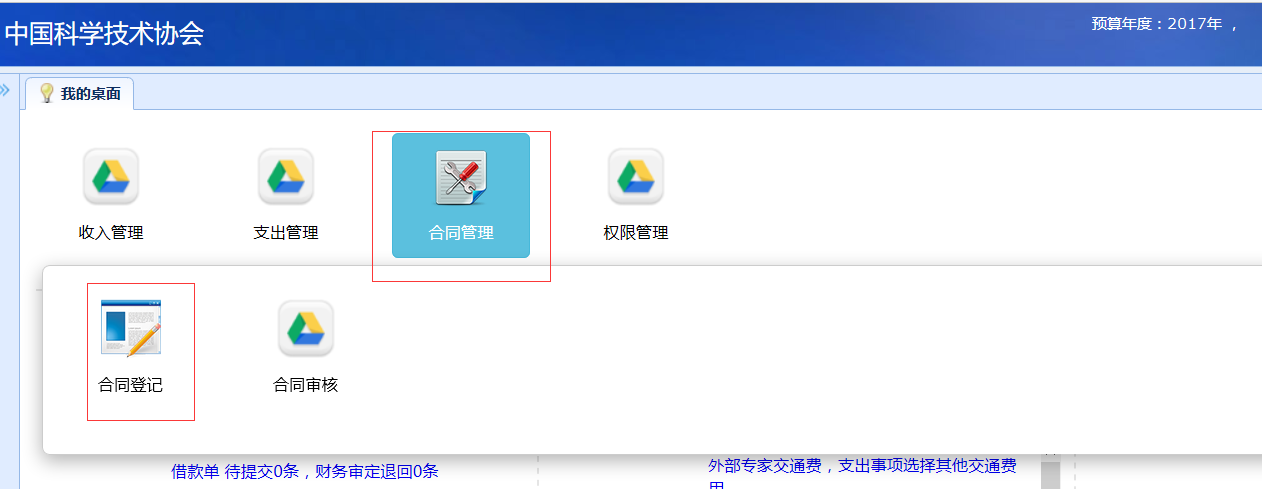 中国科学技术协会
预算年度：2017年 ，
我的桌面
收入管理
支出管理
合同管理
权限管理
合同登记
合同审核
借款单 待提交0条，财务审定退回0条
外部专家交通费，支出事项选择其他交通费
用